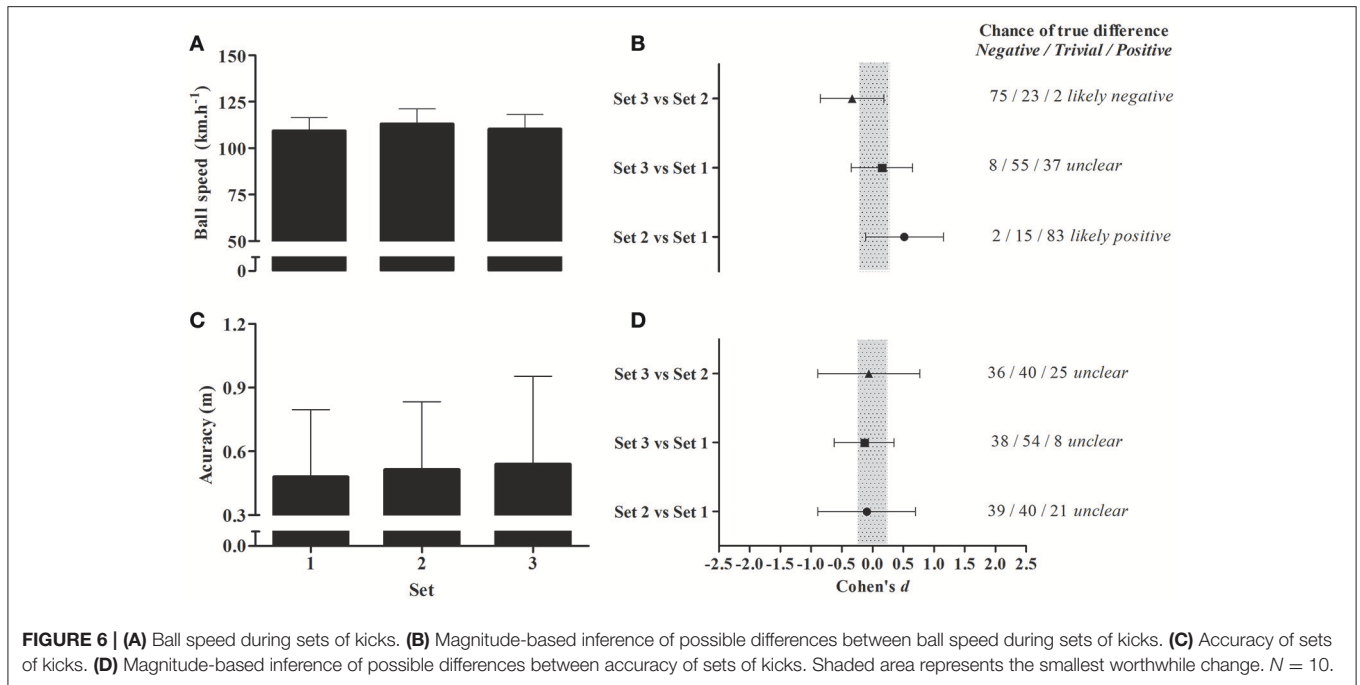 A
150
125
100
75
50
0
Ball speed (km.h-1)
B
Chance of true difference
Negative / Trivial / Positive
Set 3 vs Set 2
75 / 23 / 2 likely negative
Set 3 vs Set 1
8 / 55 / 37 unclear
Set 2 vs Set 1
2 / 15 / 83 likely positive
C
1.2
0.9
0.6
0.3
0.0
Acuracy (m)
1 2 3
Set
D
Set 3 vs Set 2
36 / 40 / 25 unclear
Set 3 vs Set 1
38 / 54 / 8 unclear
Set 2 vs Set 1
39 / 40 / 21 unclear
-2.5 -2.0 -1.5 -1.0 -0.5 0.0 0.5 1.0 1.5 2.0 2.5
Cohen's d
FIGURE 6 | (A) Ball speed during sets of kicks. (B) Magnitude-based inference of possible differences between ball speed during sets of kicks. (C) Accuracy of sets
of kicks. (D) Magnitude-based inference of possible differences between accuracy of sets of kicks. Shaded area represents the smallest worthwhile change. N = 10.